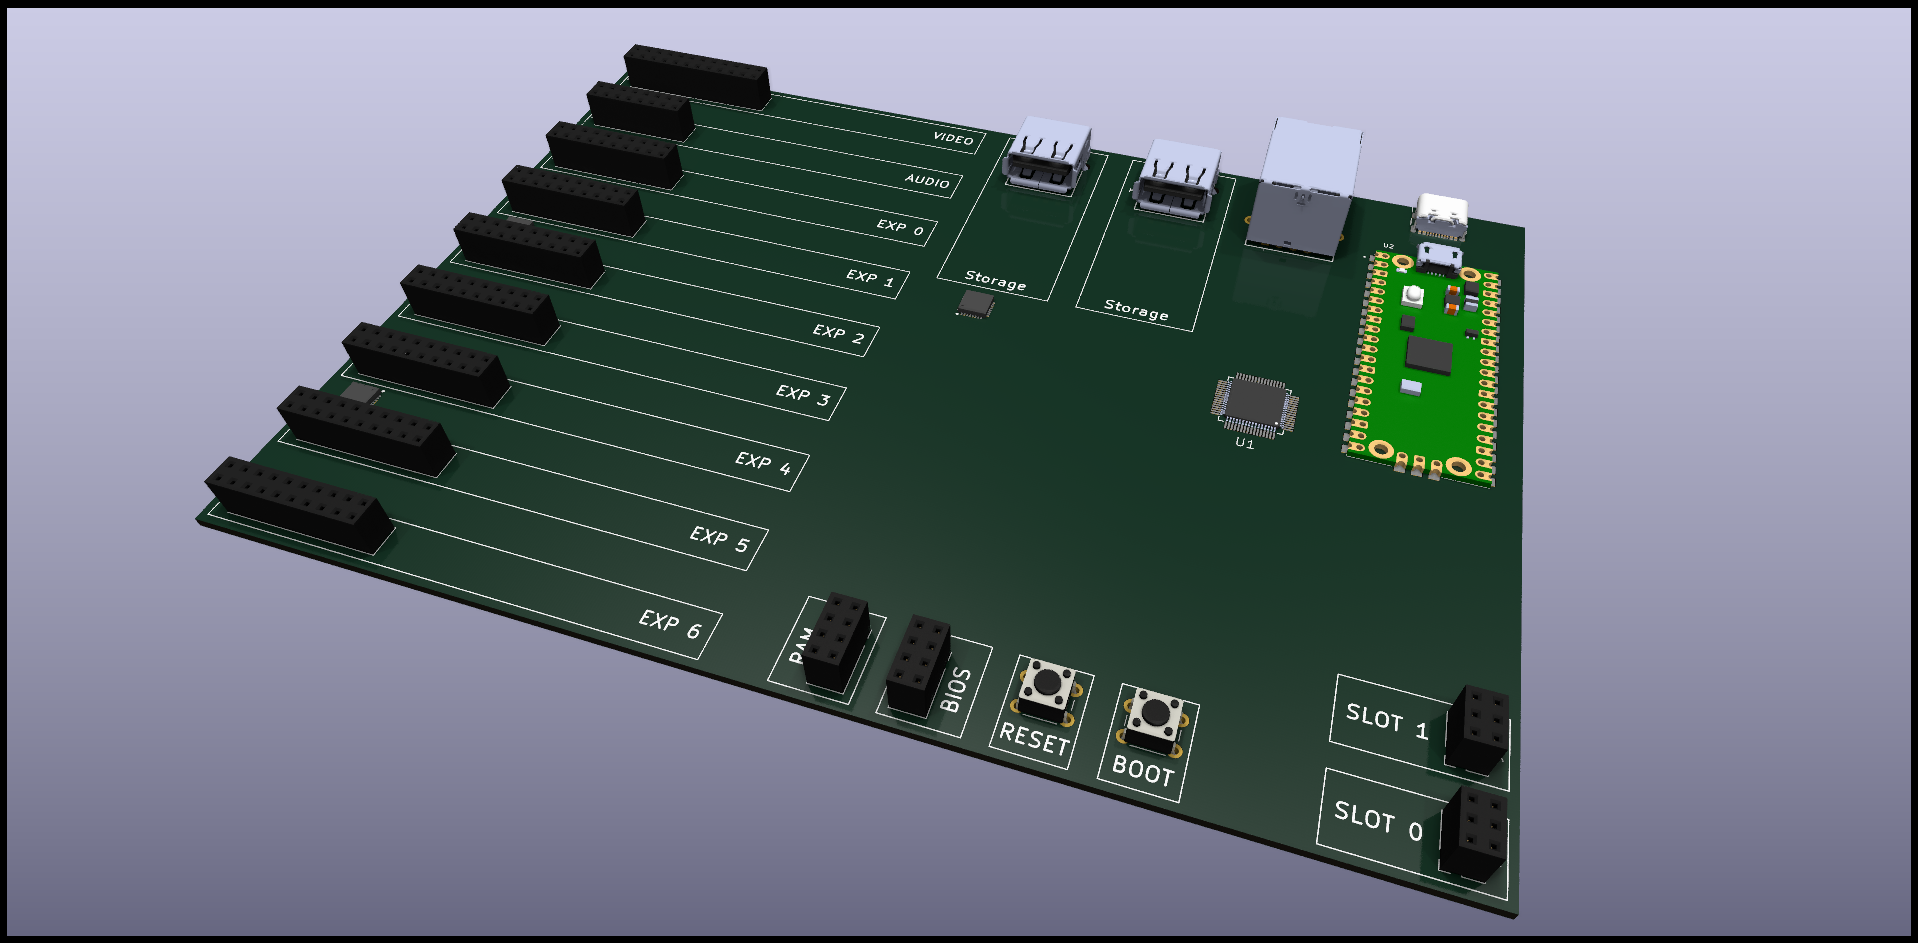 VIDEO
AUDIO
EXP 0
EXP 1
EXP 2
EXP 3
EXP 4
EXP 5
EXP 6
Storage
Storage
U2
U1
RAM
BIOS
RESET
BOOT
SLOT 1
SLOT 0